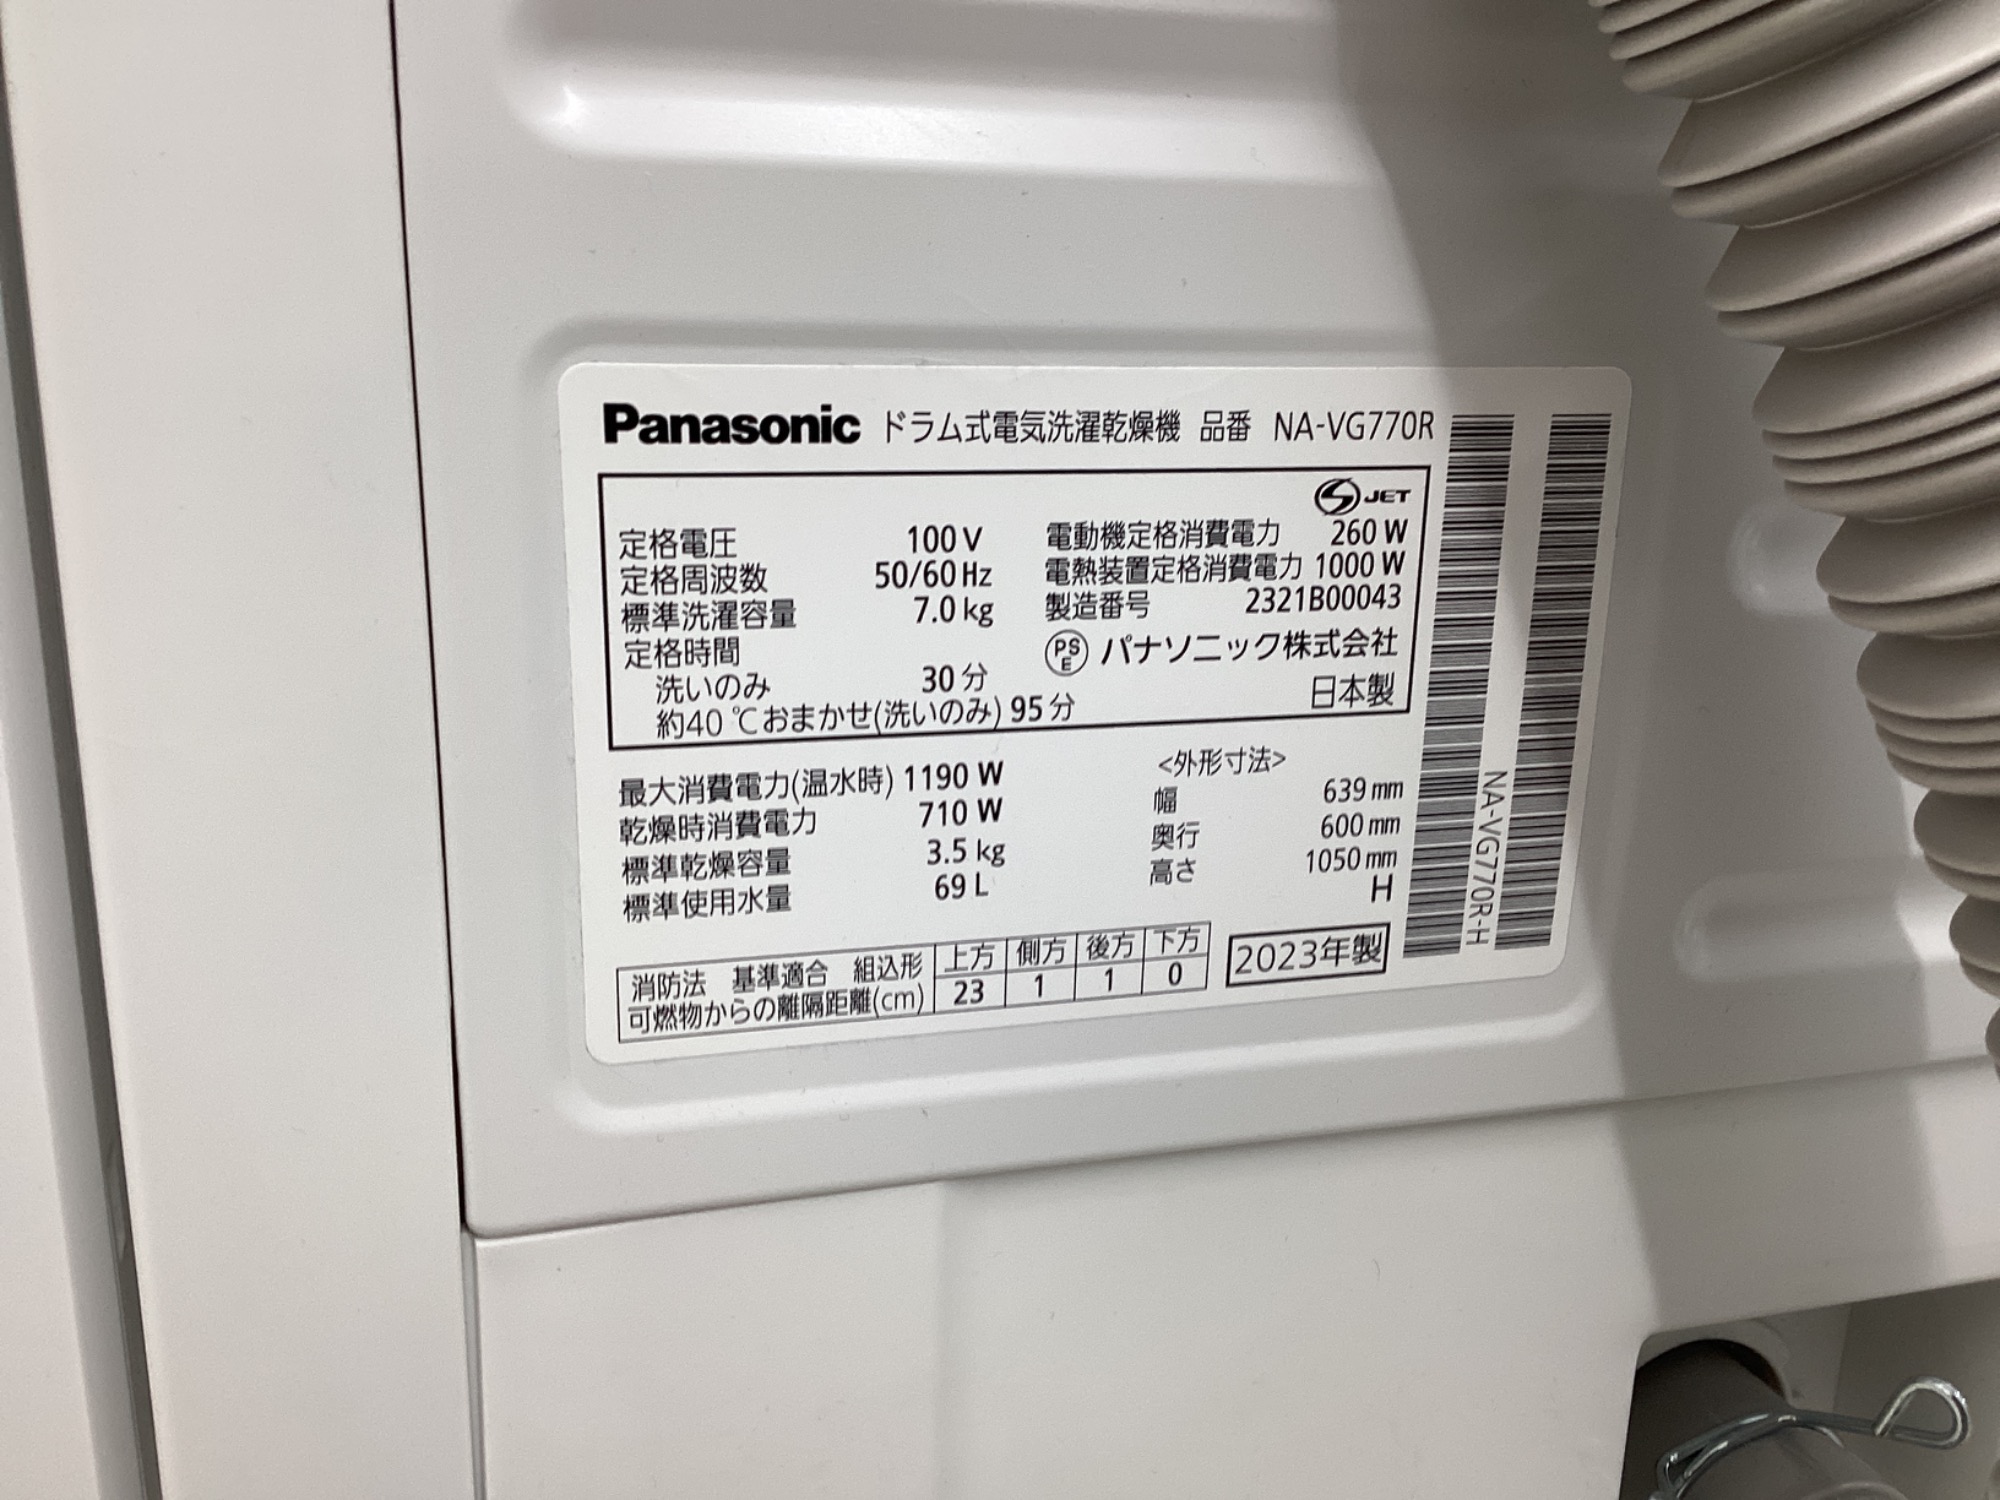 Panasonic ドラム式電気洗濯乾燥機 品番 NA-VG770R
JET
定格電圧 100 V
定格周波数 50/60 Hz
標準洗濯容量 7.0 kg
定格時間
洗いのみ 30 分
約40 ℃おまかせ(洗いのみ) 95 分
電動機定格消費電力 260 W
電熱装置定格消費電力 1000 W
製造番号 2321B00043
PSE パナソニック株式会社
日本製
最大消費電力(温水時) 1190 W
乾燥時消費電力 710 W
標準乾燥容量 3.5 kg
標準使用水量 69 L
<外形寸法>
幅 639 mm
奥行 600 mm
高さ 1050 mm
H
消防法 基準適合 組込形 上方 側方 後方 下方
可燃物からの離隔距離(cm) 23 1 1 0
2023年製
NA-VG770R-H